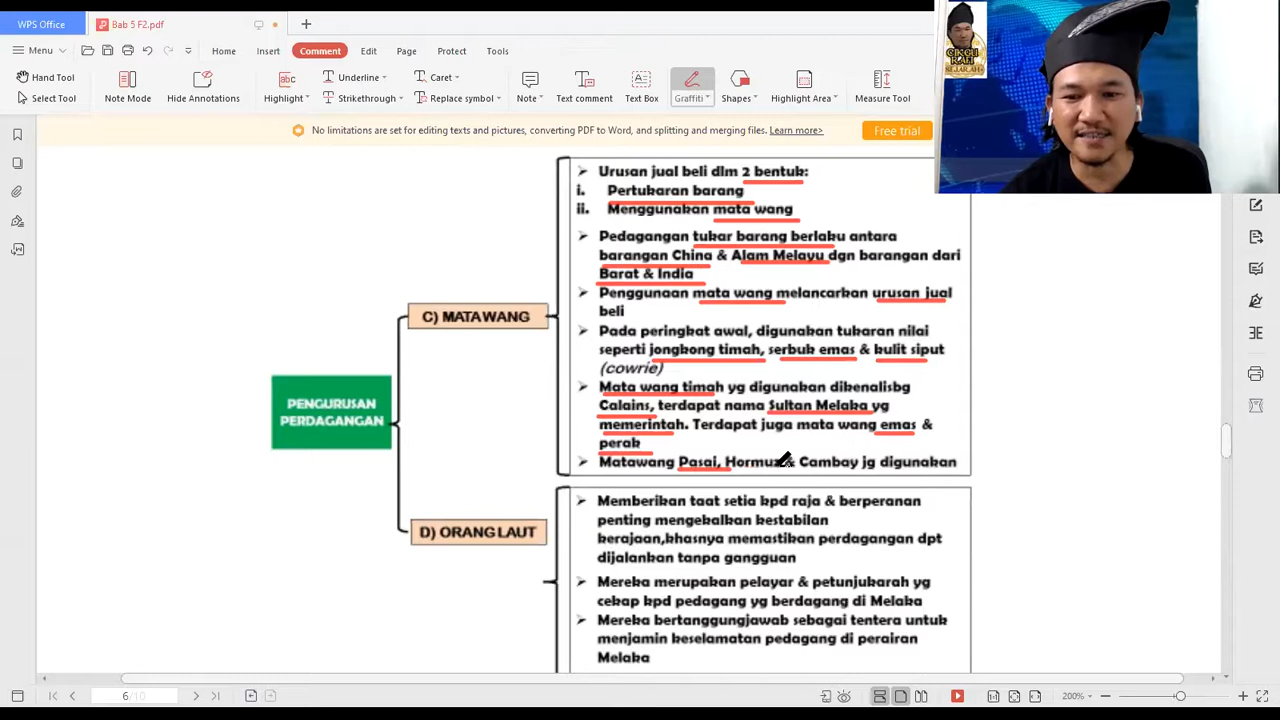 WPS Office
Bab 5 F2.pdf
Menu
Home
Insert
Comment
Edit
Page
Protect
Tools
Hand Tool
Select Tool
Note Mode
Hide Annotations
Highlight
Underline
Strikethrough
Caret
Replace symbol
Note
Text comment
Text Box
Graffiti
Shapes
Highlight Area
Measure Tool
No limitations are set for editing texts and pictures, converting PDF to Word, and splitting and merging files. Learn more>
Free trial
CIKGU
RAFI
SEJARAH
PENGURUSAN
PERDAGANGAN
C) MATA WANG
➢ Urusan jual beli dlm 2 bentuk:
i. Pertukaran barang
ii. Menggunakan mata wang
➢ Pedagangan tukar barang berlaku antara
barangan China & Alam Melayu dgn barangan dari
Barat & India
➢ Penggunaan mata wang melancarkan urusan jual
beli
➢ Pada peringkat awal, digunakan tukaran nilai
seperti jongkong timah, serbuk emas & kulit siput
(cowrie)
➢ Mata wang timah yg digunakan dikenalisbg
Calains, terdapat nama Sultan Melaka yg
memerintah. Terdapat juga mata wang emas &
perak
➢ Matawang Pasai, Hormuz & Cambay jg digunakan
D) ORANG LAUT
➢ Memberikan taat setia kpd raja & berperanan
penting mengekalkan kestabilan
kerajaan,khasnya memastikan perdagangan dpt
dijalankan tanpa gangguan
➢ Mereka merupakan pelayar & petunjukarah yg
cekap kpd pedagang yg berdagang di Melaka
➢ Mereka bertanggungjawab sebagai tentera untuk
menjamin keselamatan pedagang di perairan
Melaka
6/10
200%